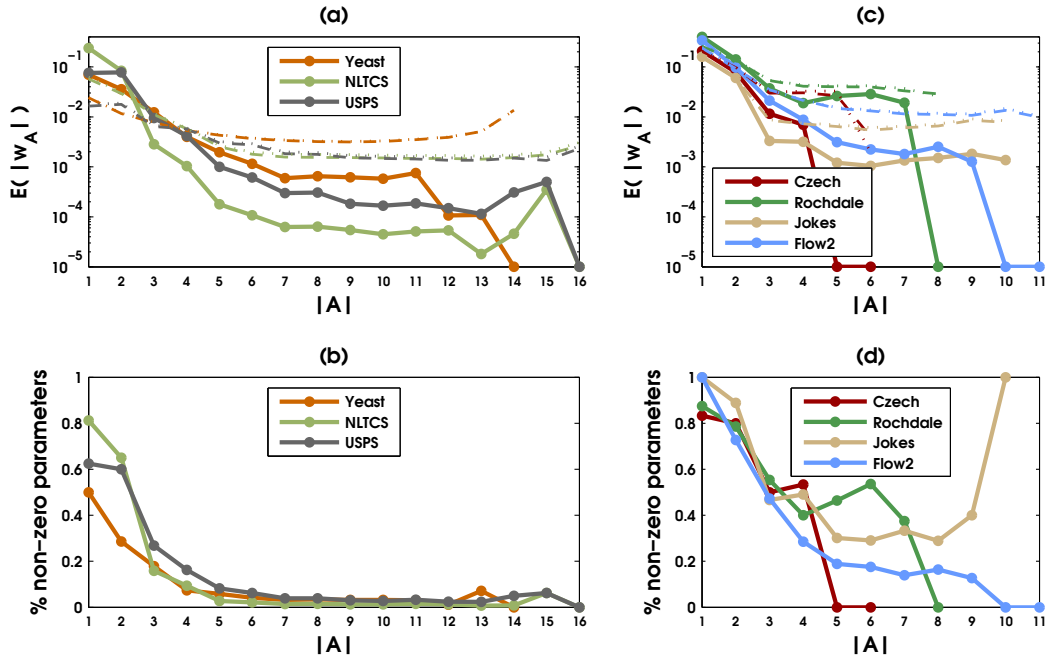 (a)
E( |w_A| )
10^-1
10^-2
10^-3
10^-4
10^-5
Yeast
NLTCS
USPS
1 2 3 4 5 6 7 8 9 10 11 12 13 14 15 16
|A|
(c)
E( |w_A| )
10^-1
10^-2
10^-3
10^-4
10^-5
Czech
Rochdale
Jokes
Flow2
1 2 3 4 5 6 7 8 9 10 11
|A|
(b)
% non-zero parameters
1
0.8
0.6
0.4
0.2
0
Yeast
NLTCS
USPS
1 2 3 4 5 6 7 8 9 10 11 12 13 14 15 16
|A|
(d)
% non-zero parameters
1
0.8
0.6
0.4
0.2
0
Czech
Rochdale
Jokes
Flow2
1 2 3 4 5 6 7 8 9 10 11
|A|